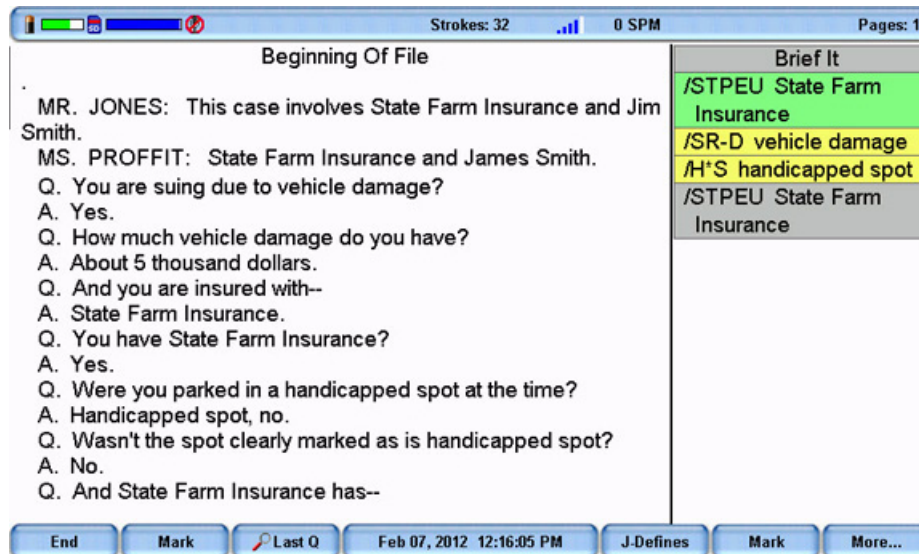 Strokes: 32 0 SPM Pages: 1
Beginning Of File
.
MR. JONES: This case involves State Farm Insurance and Jim
Smith.
MS. PROFFIT: State Farm Insurance and James Smith.
Q. You are suing due to vehicle damage?
A. Yes.
Q. How much vehicle damage do you have?
A. About 5 thousand dollars.
Q. And you are insured with--
A. State Farm Insurance.
Q. You have State Farm Insurance?
A. Yes.
Q. Were you parked in a handicapped spot at the time?
A. Handicapped spot, no.
Q. Wasn't the spot clearly marked as is handicapped spot?
A. No.
Q. And State Farm Insurance has--
Brief It
/STPEU State Farm
Insurance
/SR-D vehicle damage
/H*S handicapped spot
/STPEU State Farm
Insurance
End Mark Last Q Feb 07, 2012 12:16:05 PM J-Defines Mark More...